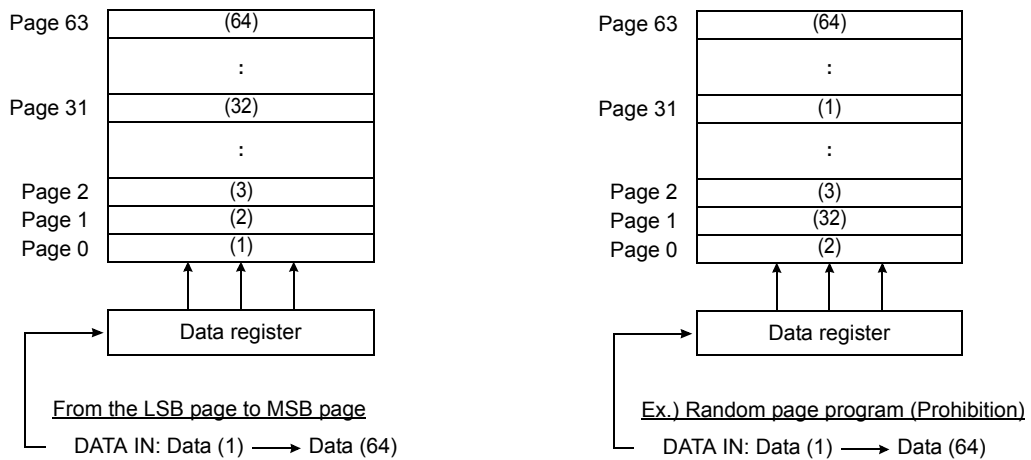 Page 63
(64)
:
Page 31
(32)
:
Page 2
(3)
Page 1
(2)
Page 0
(1)
Data register
From the LSB page to MSB page
DATA IN: Data (1) → Data (64)
Page 63
(64)
:
Page 31
(1)
:
Page 2
(3)
Page 1
(32)
Page 0
(2)
Data register
Ex.) Random page program (Prohibition)
DATA IN: Data (1) → Data (64)